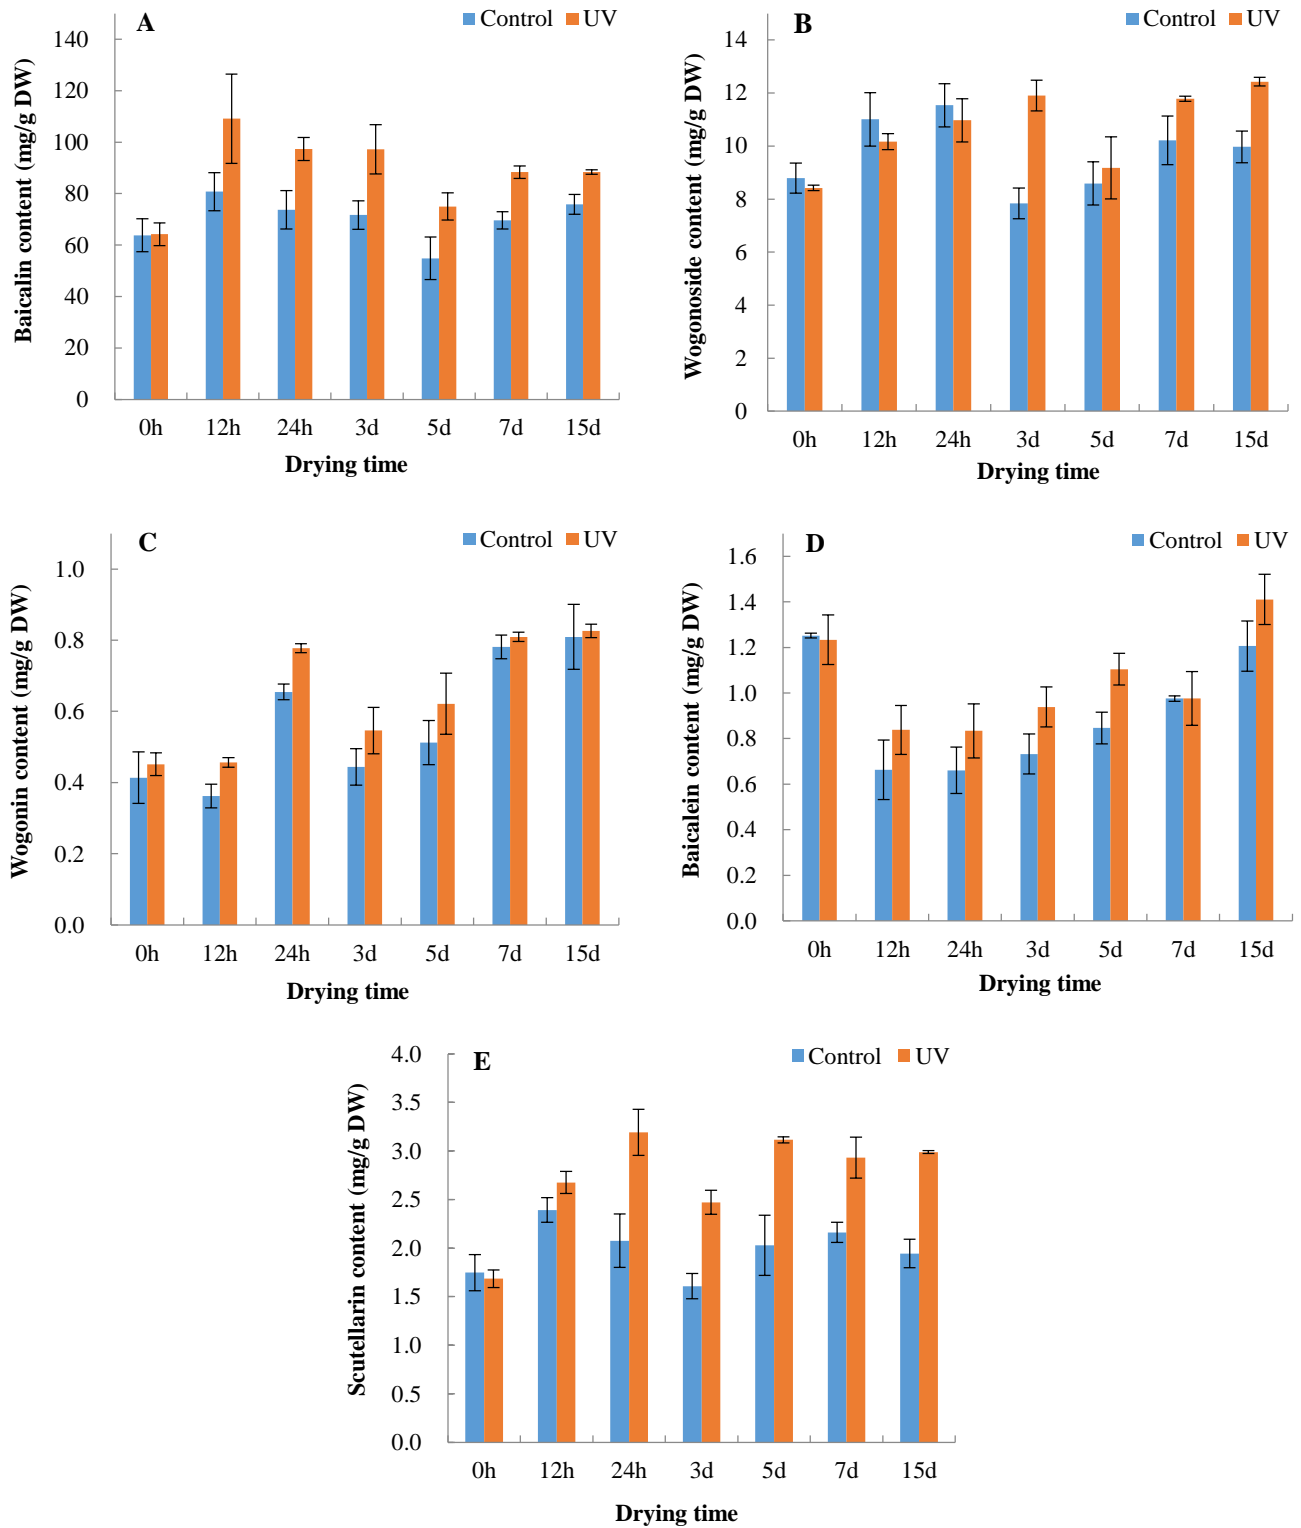 A
Control UV
Baicalin content (mg/g DW)
140
120
100
80
60
40
20
0
0h 12h 24h 3d 5d 7d 15d
Drying time
B
Control UV
Wogonoside content (mg/g DW)
14
12
10
8
6
4
2
0
0h 12h 24h 3d 5d 7d 15d
Drying time
C
Control UV
Wogonin content (mg/g DW)
1.0
0.8
0.6
0.4
0.2
0.0
0h 12h 24h 3d 5d 7d 15d
Drying time
D
Control UV
Baicalein content (mg/g DW)
1.6
1.4
1.2
1.0
0.8
0.6
0.4
0.2
0.0
0h 12h 24h 3d 5d 7d 15d
Drying time
E
Control UV
Scutellarin content (mg/g DW)
4.0
3.5
3.0
2.5
2.0
1.5
1.0
0.5
0.0
0h 12h 24h 3d 5d 7d 15d
Drying time